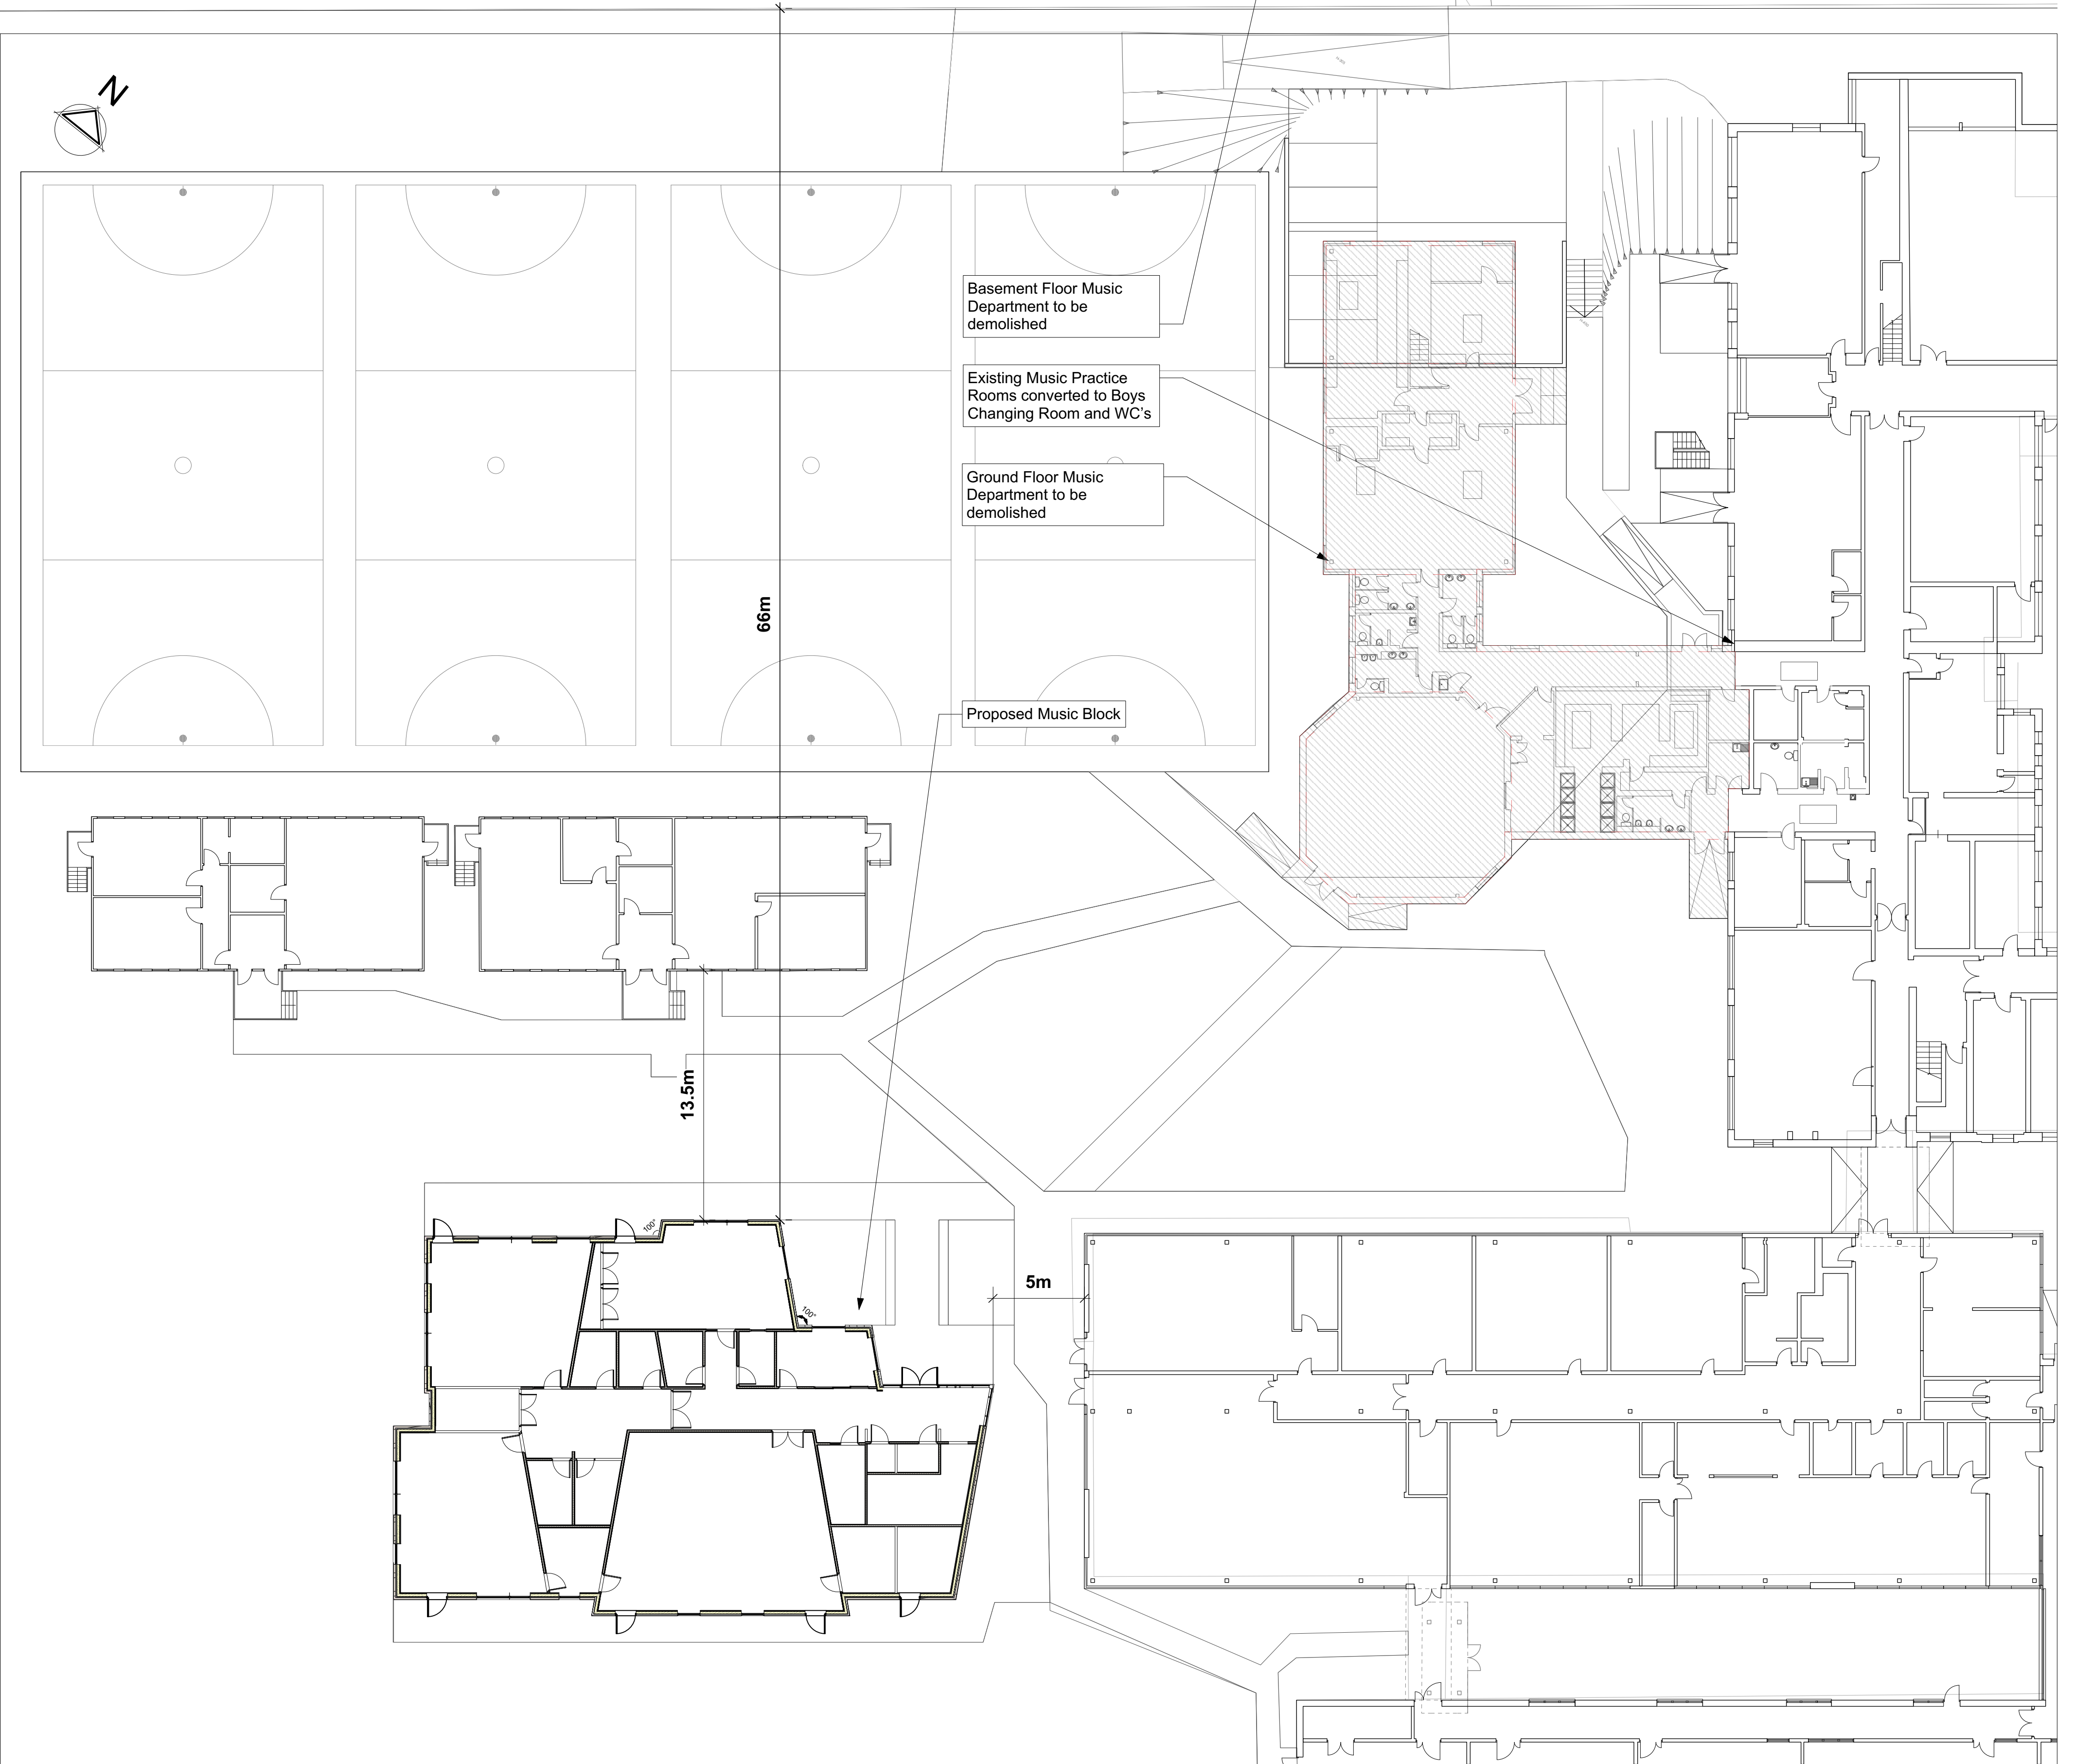 N
Basement Floor Music
Department to be
demolished
Existing Music Practice
Rooms converted to Boys
Changing Room and WC's
Ground Floor Music
Department to be
demolished
66m
Proposed Music Block
13.5m
100°
5m
100°